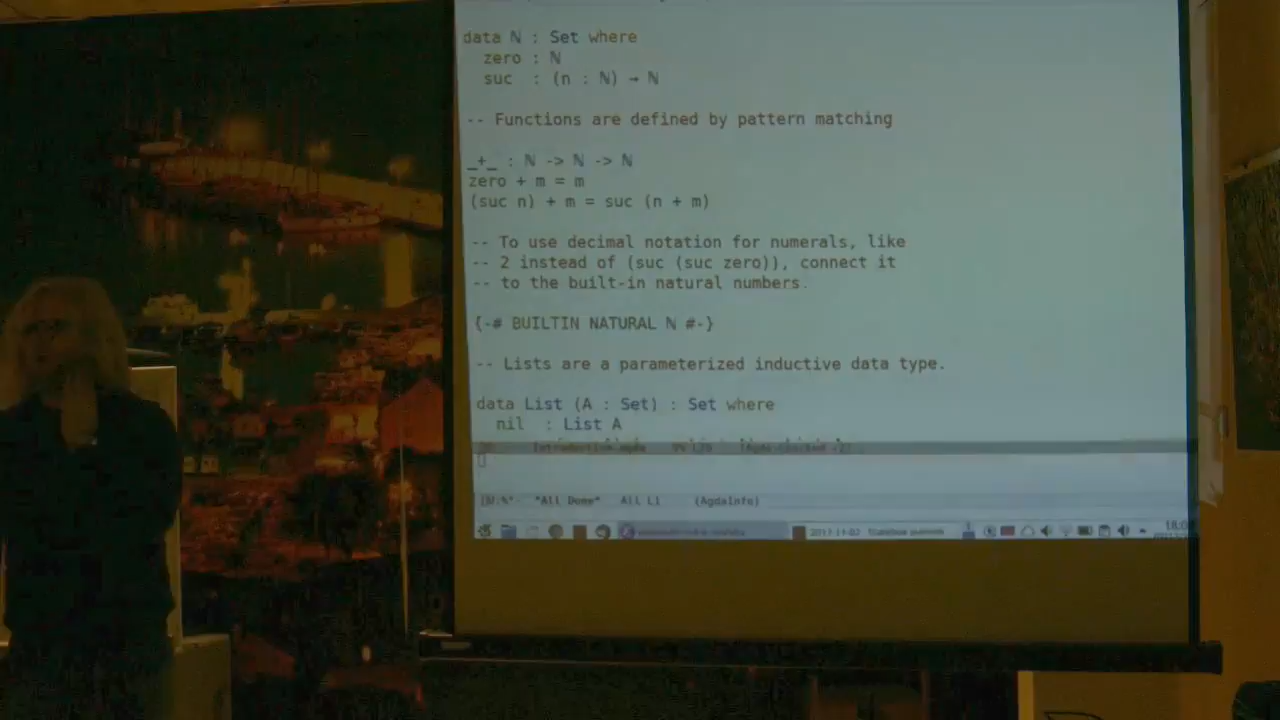 data ℕ : Set where
zero : ℕ
suc : (n : ℕ) → ℕ
-- Functions are defined by pattern matching
_+_ : ℕ -> ℕ -> ℕ
zero + m = m
(suc n) + m = suc (n + m)
-- To use decimal notation for numerals, like
-- 2 instead of (suc (suc zero)), connect it
-- to the built-in natural numbers.
{-# BUILTIN NATURAL ℕ #-}
-- Lists are a parameterized inductive data type.
data List (A : Set) : Set where
nil : List A
*All Done* All L1 (AgdaInfo)